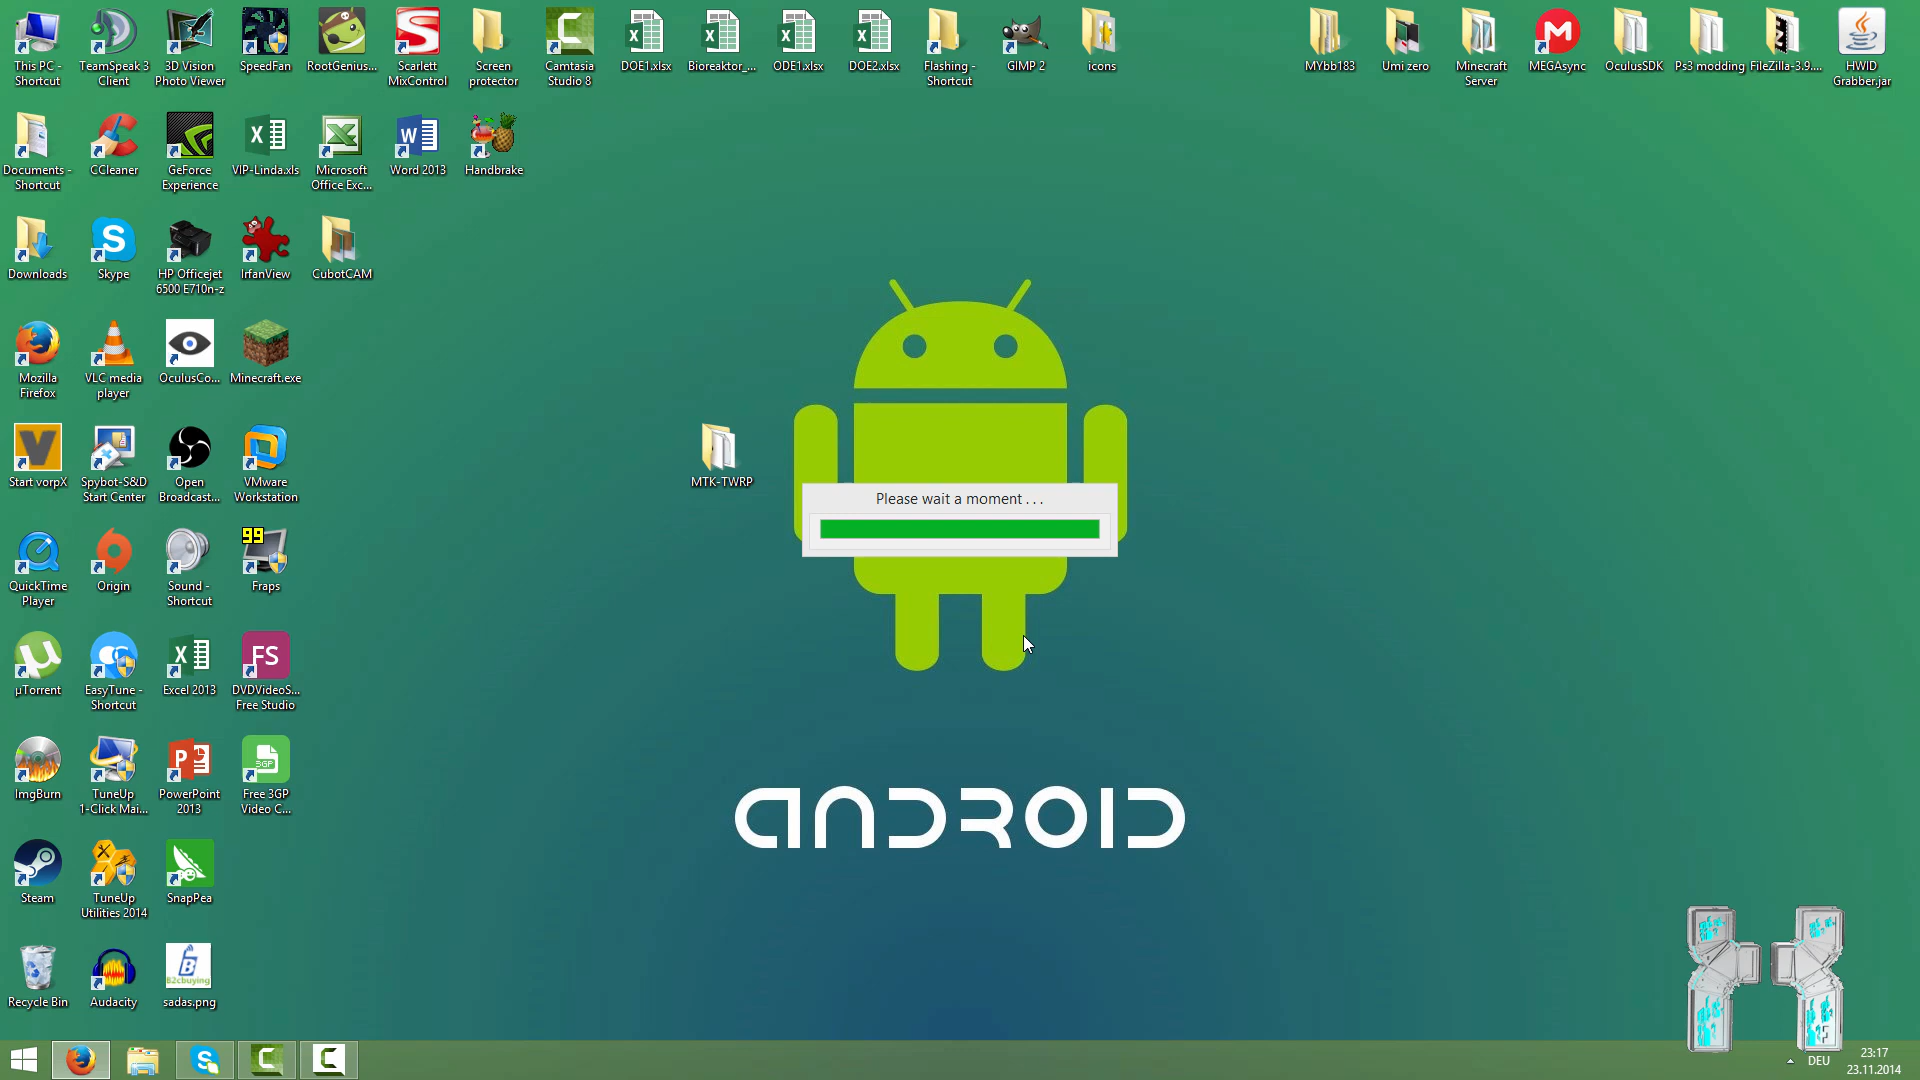 This PC -
Shortcut
TeamSpeak 3
Client
3D Vision
Photo Viewer
SpeedFan
RootGenius...
Scarlett
MixControl
Screen
protector
Camtasia
Studio 8
DOE1.xlsx
Bioreaktor_...
ODE1.xlsx
DOE2.xlsx
Flashing -
Shortcut
GIMP 2
icons
MYbb183
Umi zero
Minecraft
Server
MEGAsync
OculusSDK
Ps3 modding
FileZilla-3.9....
HWID
Grabber.jar
Documents -
Shortcut
CCleaner
GeForce
Experience
VIP-Linda.xls
Microsoft
Office Exc...
Word 2013
Handbrake
Downloads
Skype
HP Officejet
6500 E710n-z
IrfanView
CubotCAM
Mozilla
Firefox
VLC media
player
OculusCo...
Minecraft.exe
Start vorpX
Spybot-S&D
Start Center
Open
Broadcast...
VMware
Workstation
MTK-TWRP
Please wait a moment . . .
QuickTime
Player
Origin
Sound -
Shortcut
99
Fraps
µTorrent
EasyTune -
Shortcut
Excel 2013
FS
DVDVideoS...
Free Studio
ImgBurn
TuneUp
1-Click Mai...
PowerPoint
2013
3GP
Free 3GP
Video C...
ANDROID
Steam
TuneUp
Utilities 2014
SnapPea
Recycle Bin
Audacity
B2cbuying
sadas.png
DEU
23:17
23.11.2014